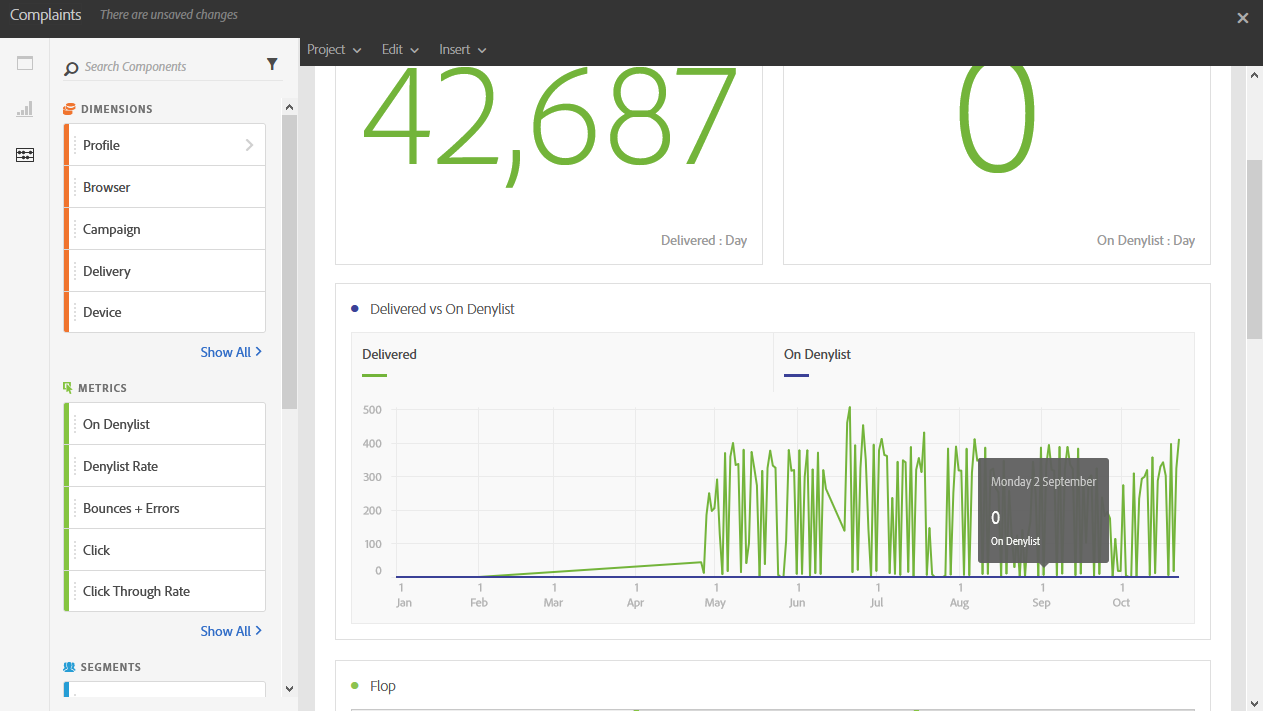 Complaints There are unsaved changes
Project Edit Insert
Search Components
DIMENSIONS
Profile
Browser
Campaign
Delivery
Device
Show All
METRICS
On Denylist
Denylist Rate
Bounces + Errors
Click
Click Through Rate
Show All
SEGMENTS
42,687
Delivered : Day
0
On Denylist : Day
Delivered vs On Denylist
Delivered
On Denylist
500
400
300
200
100
0
1 1 1 1 1 1 1 1 1 1
Jan Feb Mar Apr May Jun Jul Aug Sep Oct
Monday 2 September
0
On Denylist
Flop